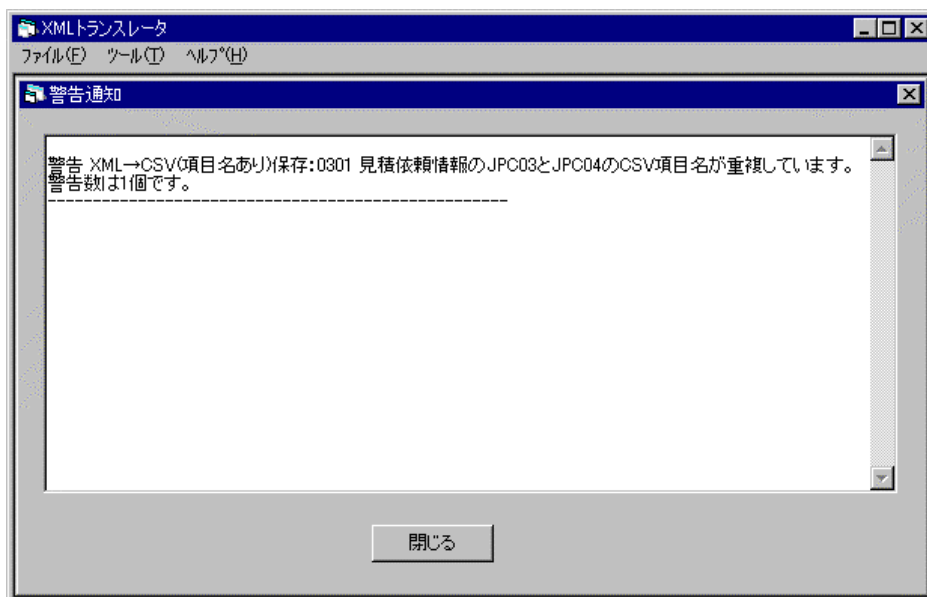 XMLトランスレータ
ファイル(F) ツール(T) ヘルプ(H)
警告通知
警告 XML→CSV(項目名あり)保存:0301 見積依頼情報のJPC03とJPC04のCSV項目名が重複しています。
警告数は1個です。
---------------------------------------------------
閉じる